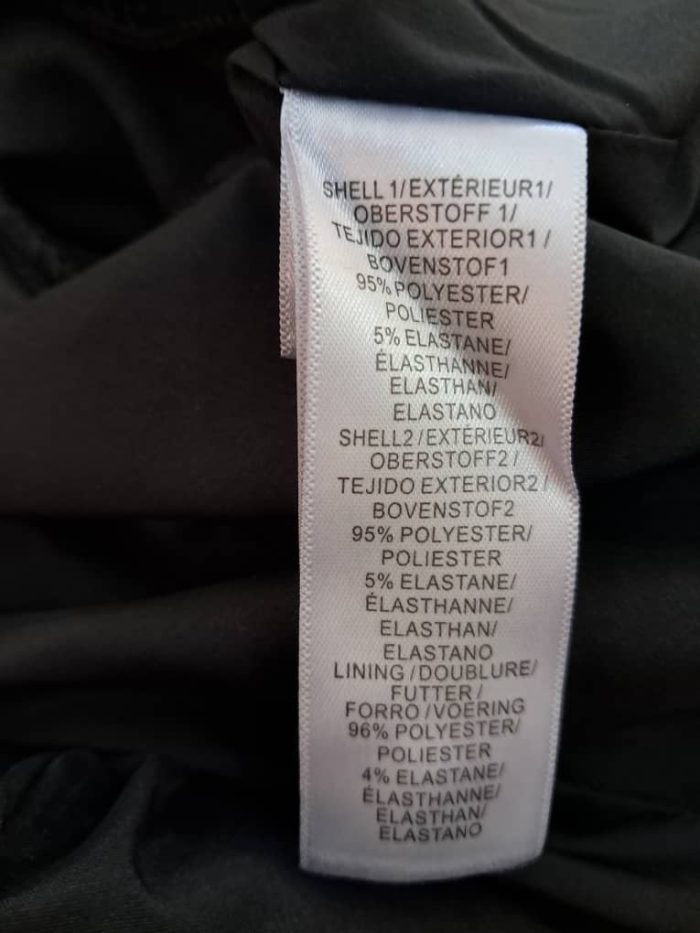 SHELL 1/EXTÉRIEUR1/
OBERSTOFF 1/
TEJIDO EXTERIOR1 /
BOVENSTOF1
95% POLYESTER/
POLIESTER
5% ELASTANE/
ÉLASTHANNE/
ELASTHAN/
ELASTANO
SHELL2/EXTÉRIEUR2/
OBERSTOFF2/
TEJIDO EXTERIOR2/
BOVENSTOF2
95% POLYESTER/
POLIESTER
5% ELASTANE/
ÉLASTHANNE/
ELASTHAN/
ELASTANO
LINING/DOUBLURE/
FUTTER/
FORRO/VOERING
96% POLYESTER/
POLIESTER
4% ELASTANE/
ÉLASTHANNE/
ELASTHAN/
ELASTANO